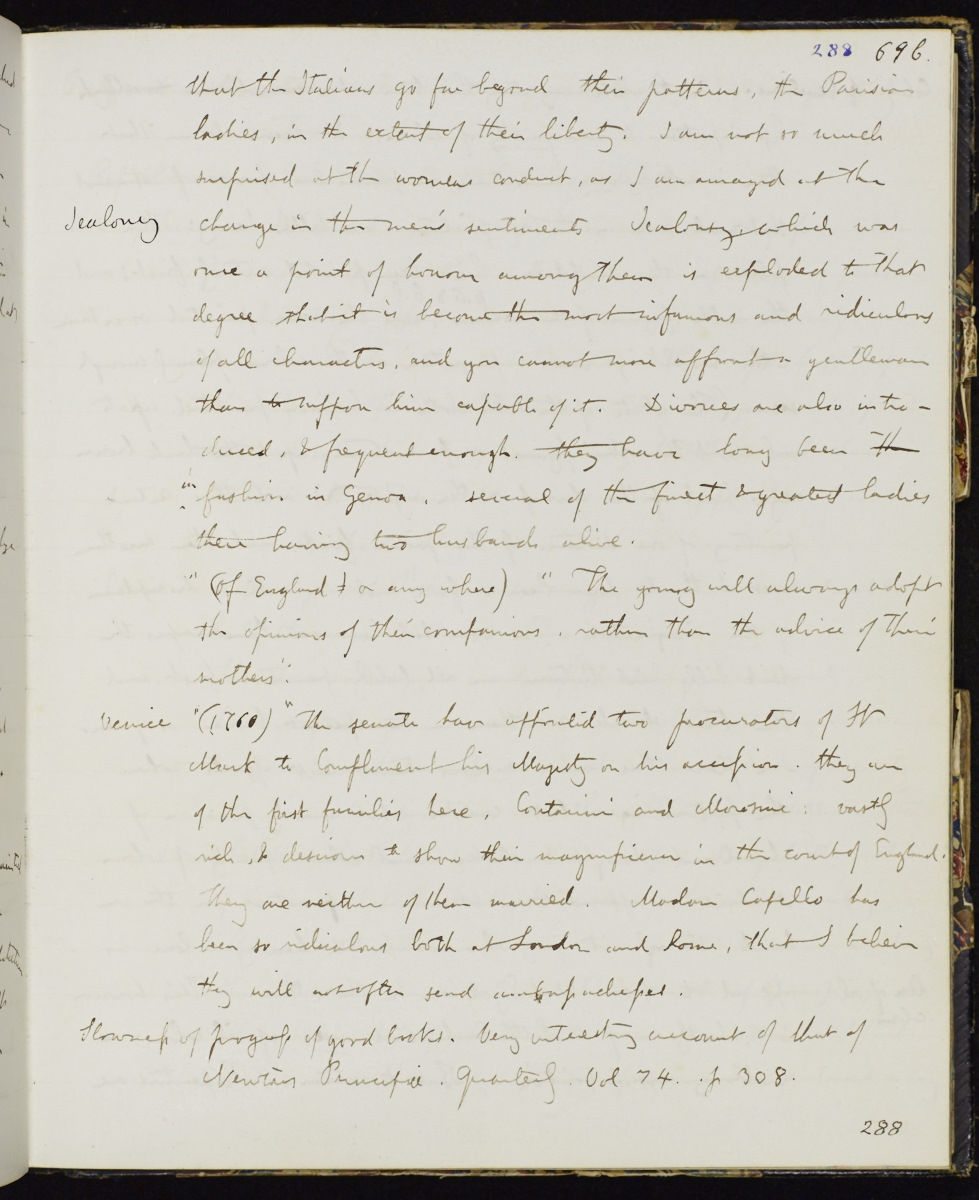 288 696.
that the Italians go far beyond their patterns, the Parisian
ladies, in the extent of their liberty. I am not so much
surprised at the womens conduct, as I am amazed at the
Jealousy change in the men's sentiments Jealousy, which was
once a point of honour among them is exploded to that
degree that it is become the most infamous and ridiculous
of all characters, and you cannot more affront a gentleman
than to suppose him capable of it. Divorces are also intro-
duced, & frequent enough. they have long been the
"" fashion in Genoa, several of the finest & greatest ladies
there having two husbands alive.
" (Of England or any where) " The young will always adopt
the opinions of their companions, rather than the advice of their
mothers".
Venice "(1760)" The senate have appointed two procurators of St
Mark to Compliment his Majesty on his accession. they are
of the first families here, Contarini and Morosini. vastly
rich, & desirous to show their magnificence in the court of England.
They are neither of them married. Madam Capello has
been so ridiculous both at London and Rome, that I believe
they will not often send ambassadresses.
Slowness of progress of good books. Very interesting account of that of
Newton's Principia. Quarterly. Vol 74. p 308.
288